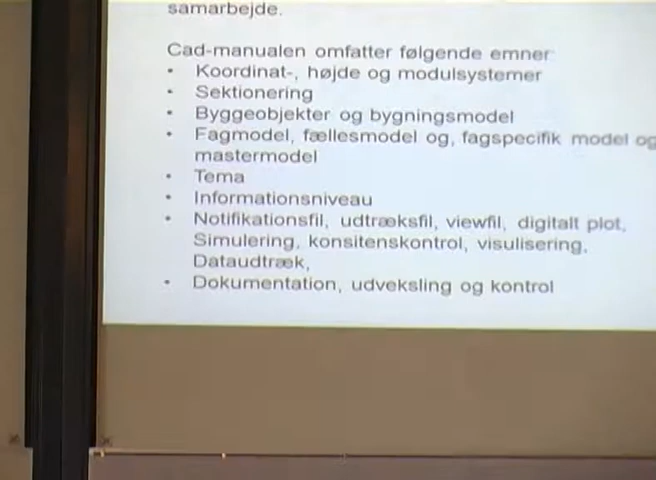 samarbejde.
Cad-manualen omfatter følgende emner
• Koordinat-, højde og modulsystemer
• Sektionering
• Byggeobjekter og bygningsmodel
• Fagmodel, fællesmodel og, fagspecifik model og
mastermodel
• Tema
• Informationsniveau
• Notifikationsfil, udtræksfil, viewfil, digitalt plot,
Simulering, konsitenskontrol, visulisering,
Dataudtræk,
• Dokumentation, udveksling og kontrol